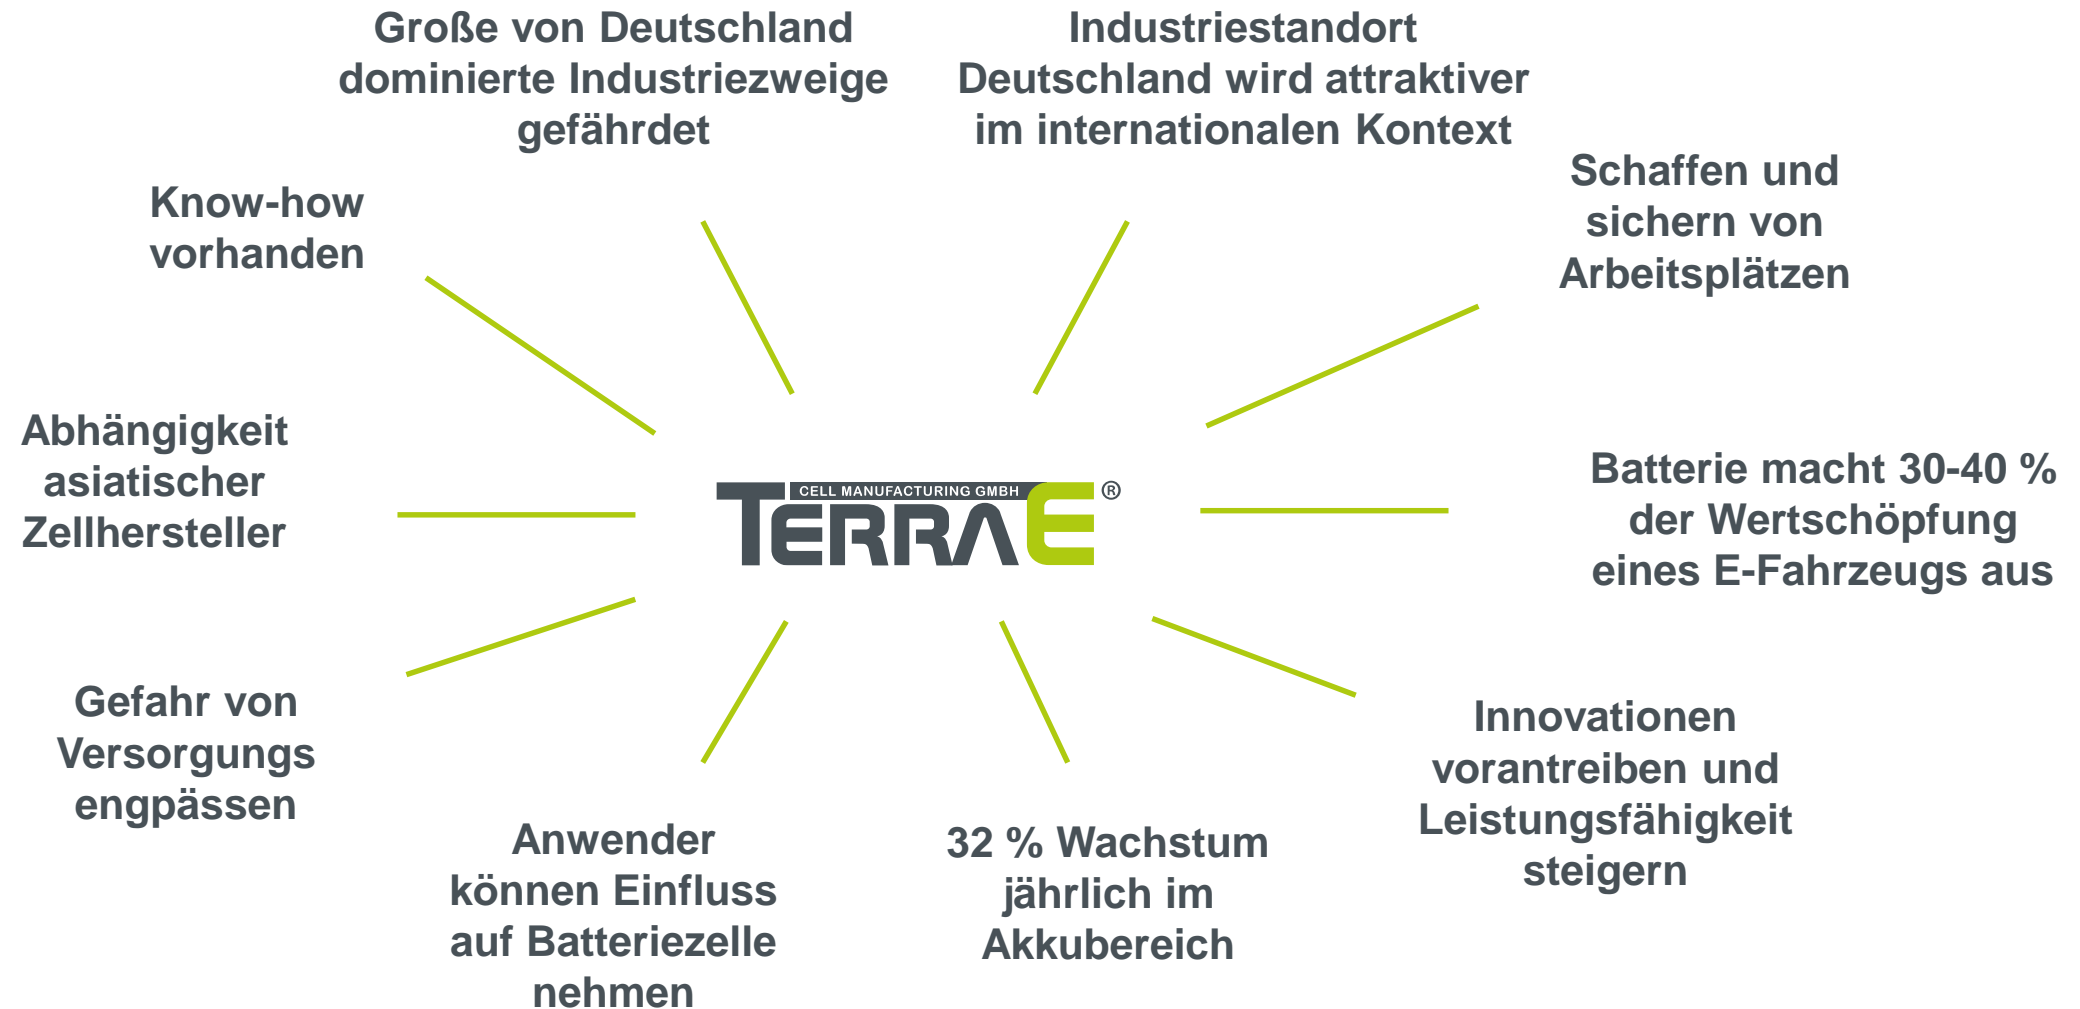 Große von Deutschland
dominierte Industriezweige
gefährdet
Industriestandort
Deutschland wird attraktiver
im internationalen Kontext
Schaffen und
sichern von
Arbeitsplätzen
Know-how
vorhanden
Abhängigkeit
asiatischer
Zellhersteller
CELL MANUFACTURING GMBH
TERRAE®
Batterie macht 30-40 %
der Wertschöpfung
eines E-Fahrzeugs aus
Gefahr von
Versorgungs
engpässen
Anwender
können Einfluss
auf Batteriezelle
nehmen
32 % Wachstum
jährlich im
Akkubereich
Innovationen
vorantreiben und
Leistungsfähigkeit
steigern